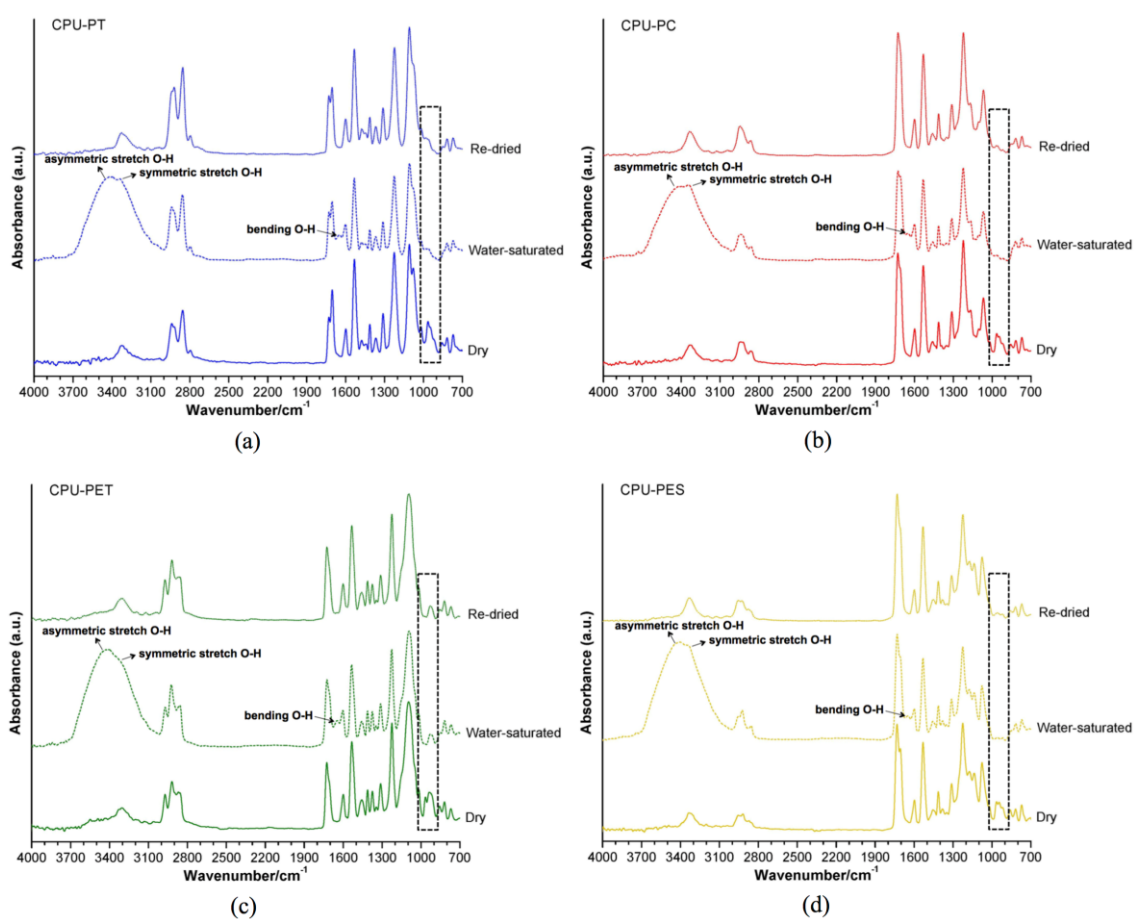 CPU-PT
Absorbance (a.u.)
Re-dried
asymmetric stretch O-H
symmetric stretch O-H
bending O-H
Water-saturated
Dry
4000 3700 3400 3100 2800 2500 2200 1900 1600 1300 1000 700
Wavenumber/cm-1
(a)
CPU-PC
Absorbance (a.u.)
Re-dried
asymmetric stretch O-H
symmetric stretch O-H
bending O-H
Water-saturated
Dry
4000 3700 3400 3100 2800 2500 2200 1900 1600 1300 1000 700
Wavenumber/cm-1
(b)
CPU-PET
Absorbance (a.u.)
Re-dried
asymmetric stretch O-H
symmetric stretch O-H
bending O-H
Water-saturated
Dry
4000 3700 3400 3100 2800 2500 2200 1900 1600 1300 1000 700
Wavenumber/cm-1
(c)
CPU-PES
Absorbance (a.u.)
Re-dried
asymmetric stretch O-H
symmetric stretch O-H
bending O-H
Water-saturated
Dry
4000 3700 3400 3100 2800 2500 2200 1900 1600 1300 1000 700
Wavenumber/cm-1
(d)